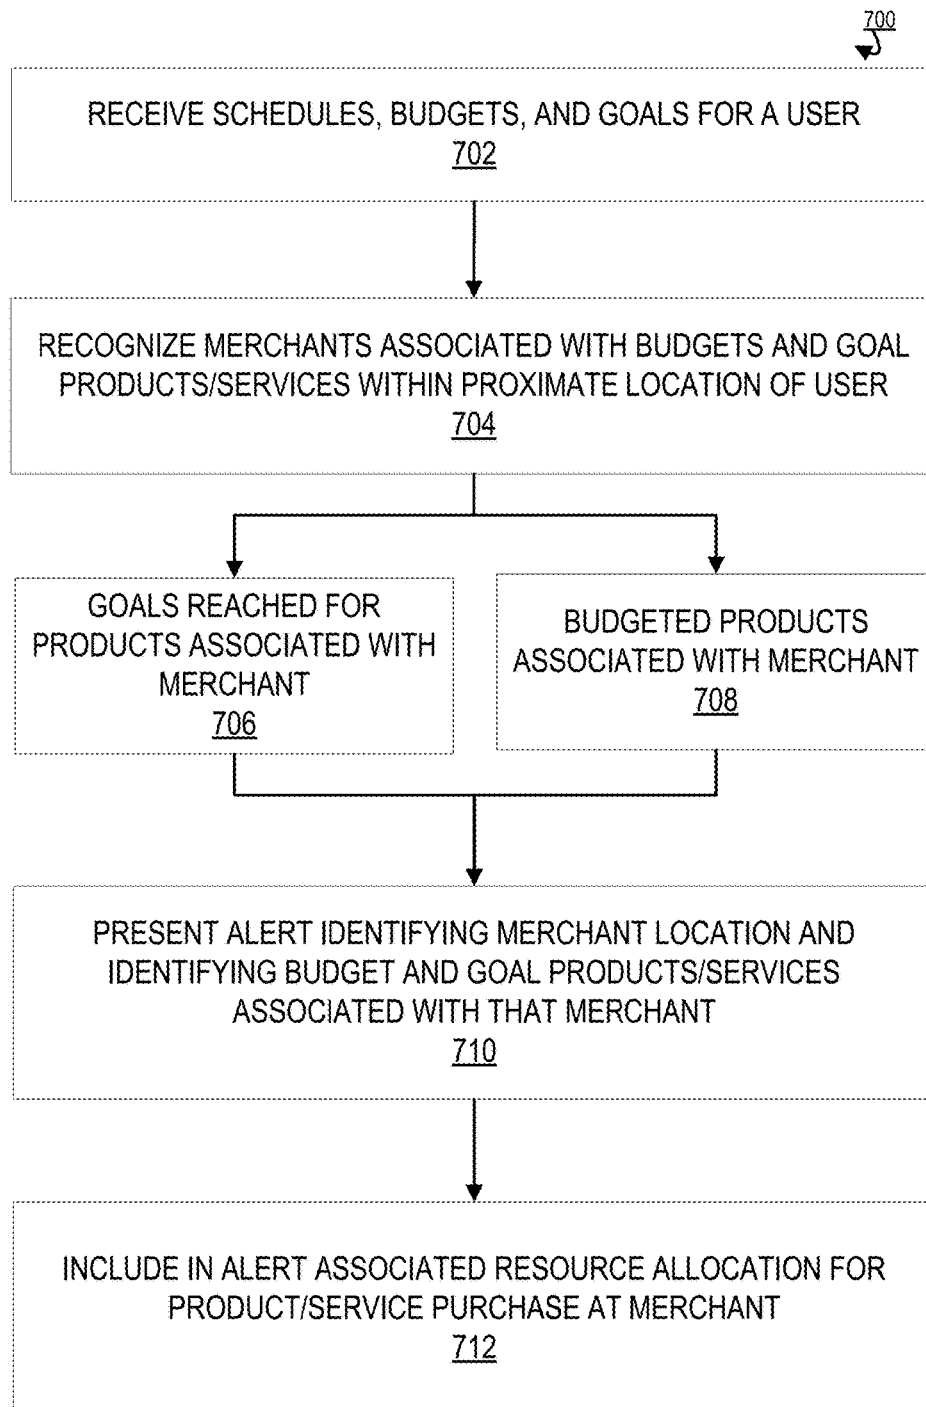 700
RECEIVE SCHEDULES, BUDGETS, AND GOALS FOR A USER
702
RECOGNIZE MERCHANTS ASSOCIATED WITH BUDGETS AND GOAL
PRODUCTS/SERVICES WITHIN PROXIMATE LOCATION OF USER
704
GOALS REACHED FOR
PRODUCTS ASSOCIATED WITH
MERCHANT
706
BUDGETED PRODUCTS
ASSOCIATED WITH MERCHANT
708
PRESENT ALERT IDENTIFYING MERCHANT LOCATION AND
IDENTIFYING BUDGET AND GOAL PRODUCTS/SERVICES
ASSOCIATED WITH THAT MERCHANT
710
INCLUDE IN ALERT ASSOCIATED RESOURCE ALLOCATION FOR
PRODUCT/SERVICE PURCHASE AT MERCHANT
712